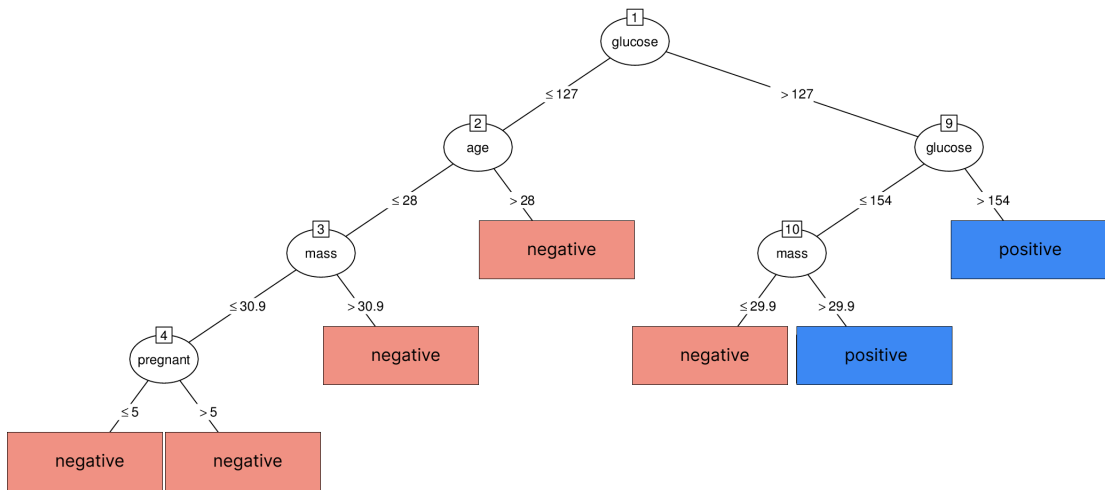 1
glucose
≤ 127
> 127
2
age
9
glucose
≤ 28
> 28
≤ 154
> 154
3
mass
negative
10
mass
positive
≤ 30.9
> 30.9
≤ 29.9
> 29.9
4
pregnant
negative
negative
positive
≤ 5
> 5
negative
negative